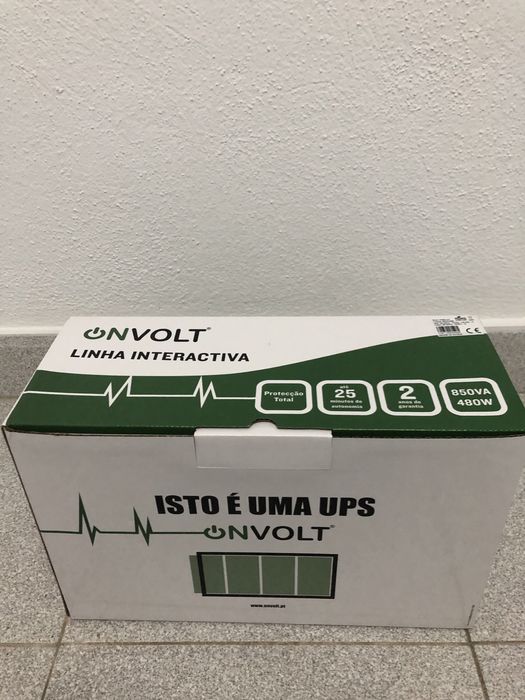 ONVOLT®
LINHA INTERACTIVA
Protecção
Total
até
25
minutos de
autonomia
2
anos de
garantia
850VA
480W
CE
ISTO É UMA UPS
ONVOLT®
www.onvolt.pt